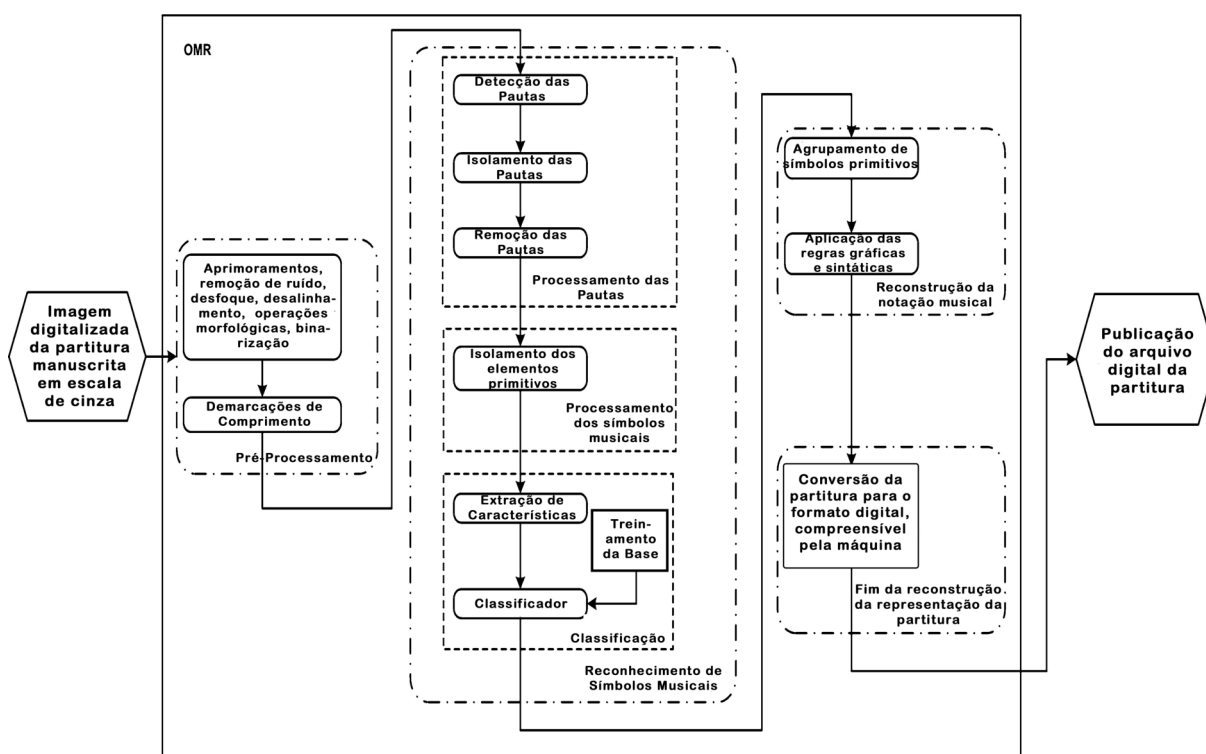 OMR
Imagem
digitalizada
da partitura
manuscrita
em escala
de cinza
Aprimoramentos,
remoção de ruído,
desfoque, desalinha-
mento, operações
morfológicas, bina-
rização
Demarcações de
Comprimento
Pré-Processamento
Detecção das
Pautas
Isolamento das
Pautas
Remoção das
Pautas
Processamento das
Pautas
Isolamento dos
elementos
primitivos
Processamento
dos símbolos
musicais
Extração de
Características
Trein-
amento
da Base
Classificador
Classificação
Reconhecimento de
Símbolos Musicais
Agrupamento de
símbolos primitivos
Aplicação das
regras gráficas
e sintáticas
Reconstrução da
notação musical
Conversão da
partitura para o
formato digital,
compreensível
pela máquina
Fim da reconstrução
da representação da
partitura
Publicação
do arquivo
digital da
partitura